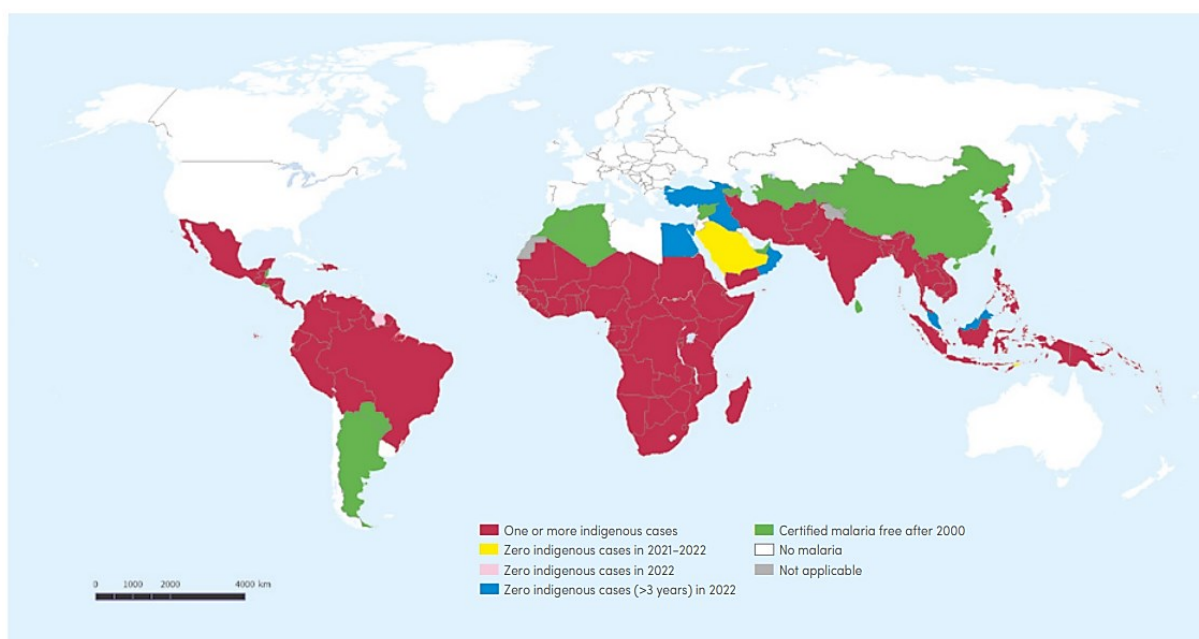 One or more indigenous cases
Zero indigenous cases in 2021–2022
Zero indigenous cases in 2022
Zero indigenous cases (>3 years) in 2022
Certified malaria free after 2000
No malaria
Not applicable
0 1000 2000 4000 km